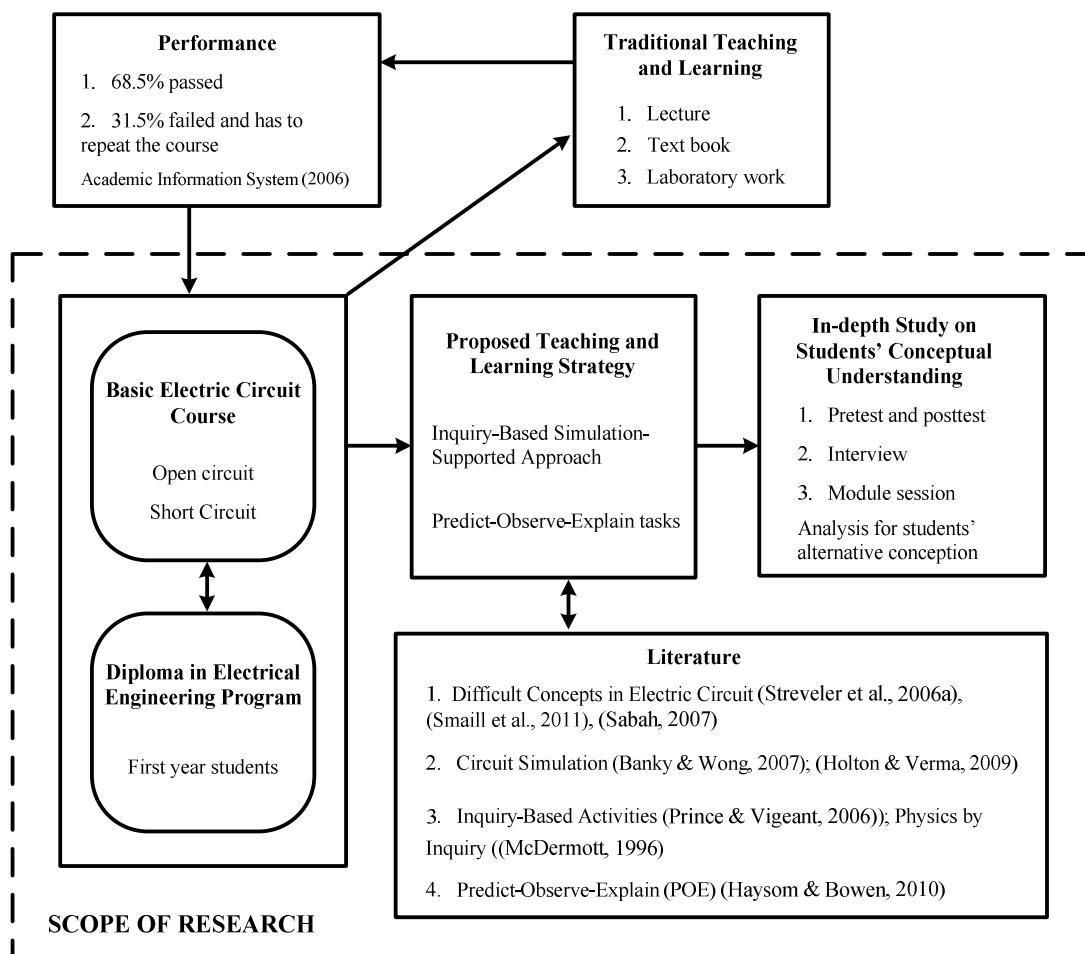 Performance
1. 68.5% passed
2. 31.5% failed and has to
repeat the course
Academic Information System (2006)
Traditional Teaching
and Learning
1. Lecture
2. Text book
3. Laboratory work
Basic Electric Circuit
Course
Open circuit
Short Circuit
Diploma in Electrical
Engineering Program
First year students
Proposed Teaching and
Learning Strategy
Inquiry-Based Simulation-
Supported Approach
Predict-Observe-Explain tasks
In-depth Study on
Students’ Conceptual
Understanding
1. Pretest and posttest
2. Interview
3. Module session
Analysis for students’
alternative conception
Literature
1. Difficult Concepts in Electric Circuit (Streveler et al., 2006a),
(Smaill et al., 2011), (Sabah, 2007)
2. Circuit Simulation (Banky & Wong, 2007); (Holton & Verma, 2009)
3. Inquiry-Based Activities (Prince & Vigeant, 2006)); Physics by
Inquiry ((McDermott, 1996)
4. Predict-Observe-Explain (POE) (Haysom & Bowen, 2010)
SCOPE OF RESEARCH